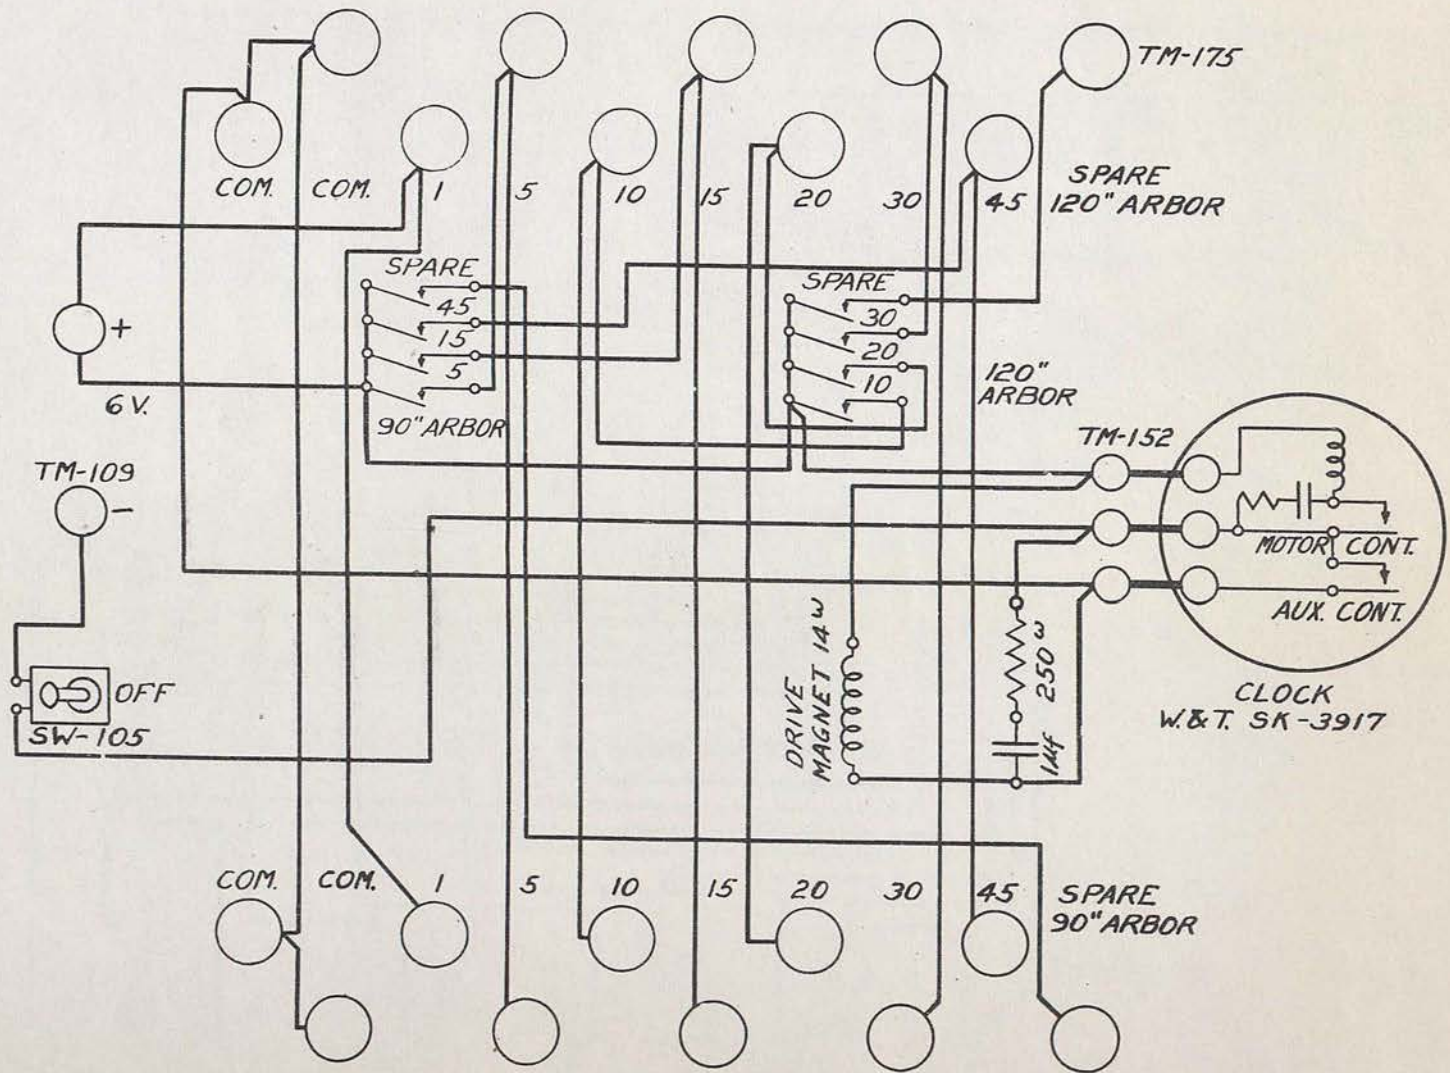 TM-175
COM.
COM.
1
5
10
15
20
30
45
SPARE
120" ARBOR
SPARE
45
15
5
90" ARBOR
SPARE
30
20
10
120"
ARBOR
+
6 V.
TM-109
-
OFF
SW-105
TM-152
MOTOR CONT.
AUX. CONT.
CLOCK
W.&T. SK-3917
DRIVE
MAGNET 14 ω
250 ω
1μf
COM.
COM.
1
5
10
15
20
30
45
SPARE
90" ARBOR